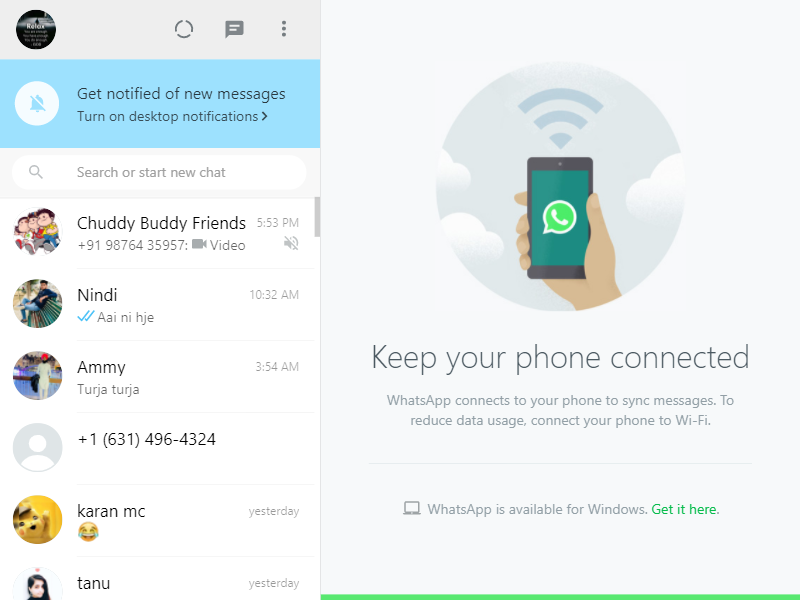 Relax
Get notified of new messages
Turn on desktop notifications >
Search or start new chat
Chuddy Buddy Friends 5:53 PM
+91 98764 35957: Video
Nindi 10:32 AM
Aai ni hje
Ammy 3:54 AM
Turja turja
+1 (631) 496-4324
karan mc yesterday
😂
tanu yesterday
Keep your phone connected
WhatsApp connects to your phone to sync messages. To
reduce data usage, connect your phone to Wi-Fi.
WhatsApp is available for Windows. Get it here.